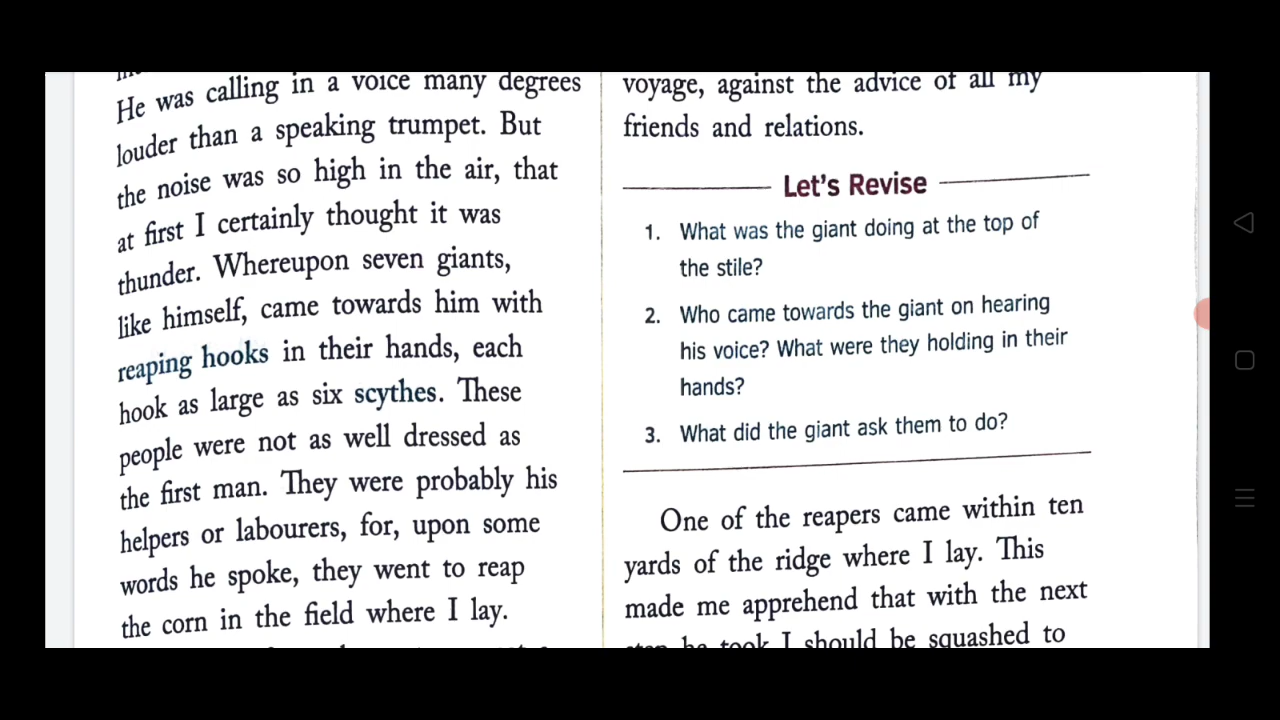 He was calling in a voice many degrees
louder than a speaking trumpet. But
the noise was so high in the air, that
at first I certainly thought it was
thunder. Whereupon seven giants,
like himself, came towards him with
reaping hooks in their hands, each
hook as large as six scythes. These
people were not as well dressed as
the first man. They were probably his
helpers or labourers, for, upon some
words he spoke, they went to reap
the corn in the field where I lay.
voyage, against the advice of all my
friends and relations.
Let's Revise
1. What was the giant doing at the top of
the stile?
2. Who came towards the giant on hearing
his voice? What were they holding in their
hands?
3. What did the giant ask them to do?
One of the reapers came within ten
yards of the ridge where I lay. This
made me apprehend that with the next
step he took I should be squashed to